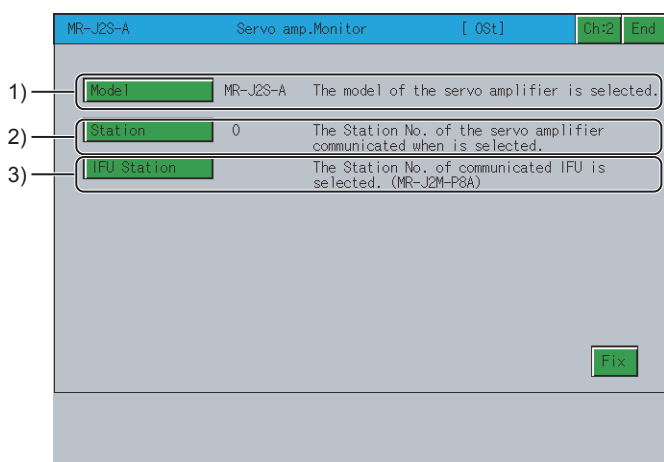 MR-J2S-A Servo amp.Monitor [ 0St] Ch:2 End
1) Model MR-J2S-A The model of the servo amplifier is selected.
2) Station 0 The Station No. of the servo amplifier
communicated when is selected.
3) IFU Station The Station No. of communicated IFU is
selected. (MR-J2M-P8A)
Fix